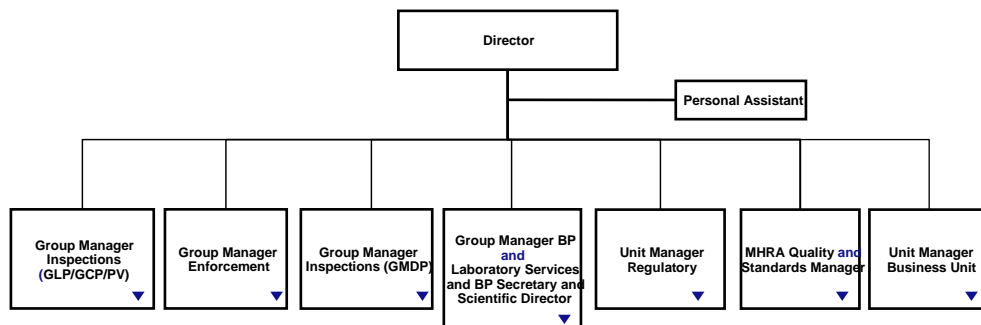 Director
Personal Assistant
Group Manager
Inspections
(GLP/GCP/PV)
Group Manager
Enforcement
Group Manager
Inspections (GMDP)
Group Manager BP
and
Laboratory Services
and BP Secretary and
Scientific Director
Unit Manager
Regulatory
MHRA Quality and
Standards Manager
Unit Manager
Business Unit